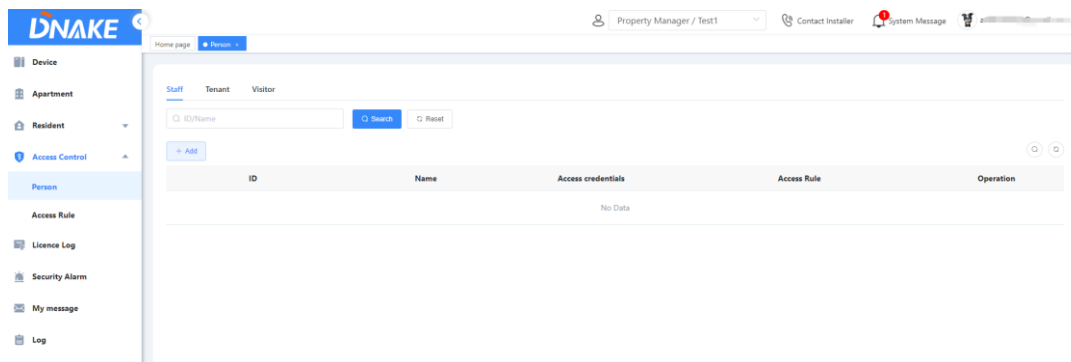 DNAKE
Property Manager / Test1
Contact Installer
1
System Message
Home page
Person ×
Device
Apartment
Resident
Access Control
Person
Access Rule
Licence Log
Security Alarm
My message
Log
Staff Tenant Visitor
ID/Name
Search
Reset
+ Add
ID Name Access credentials Access Rule Operation
No Data